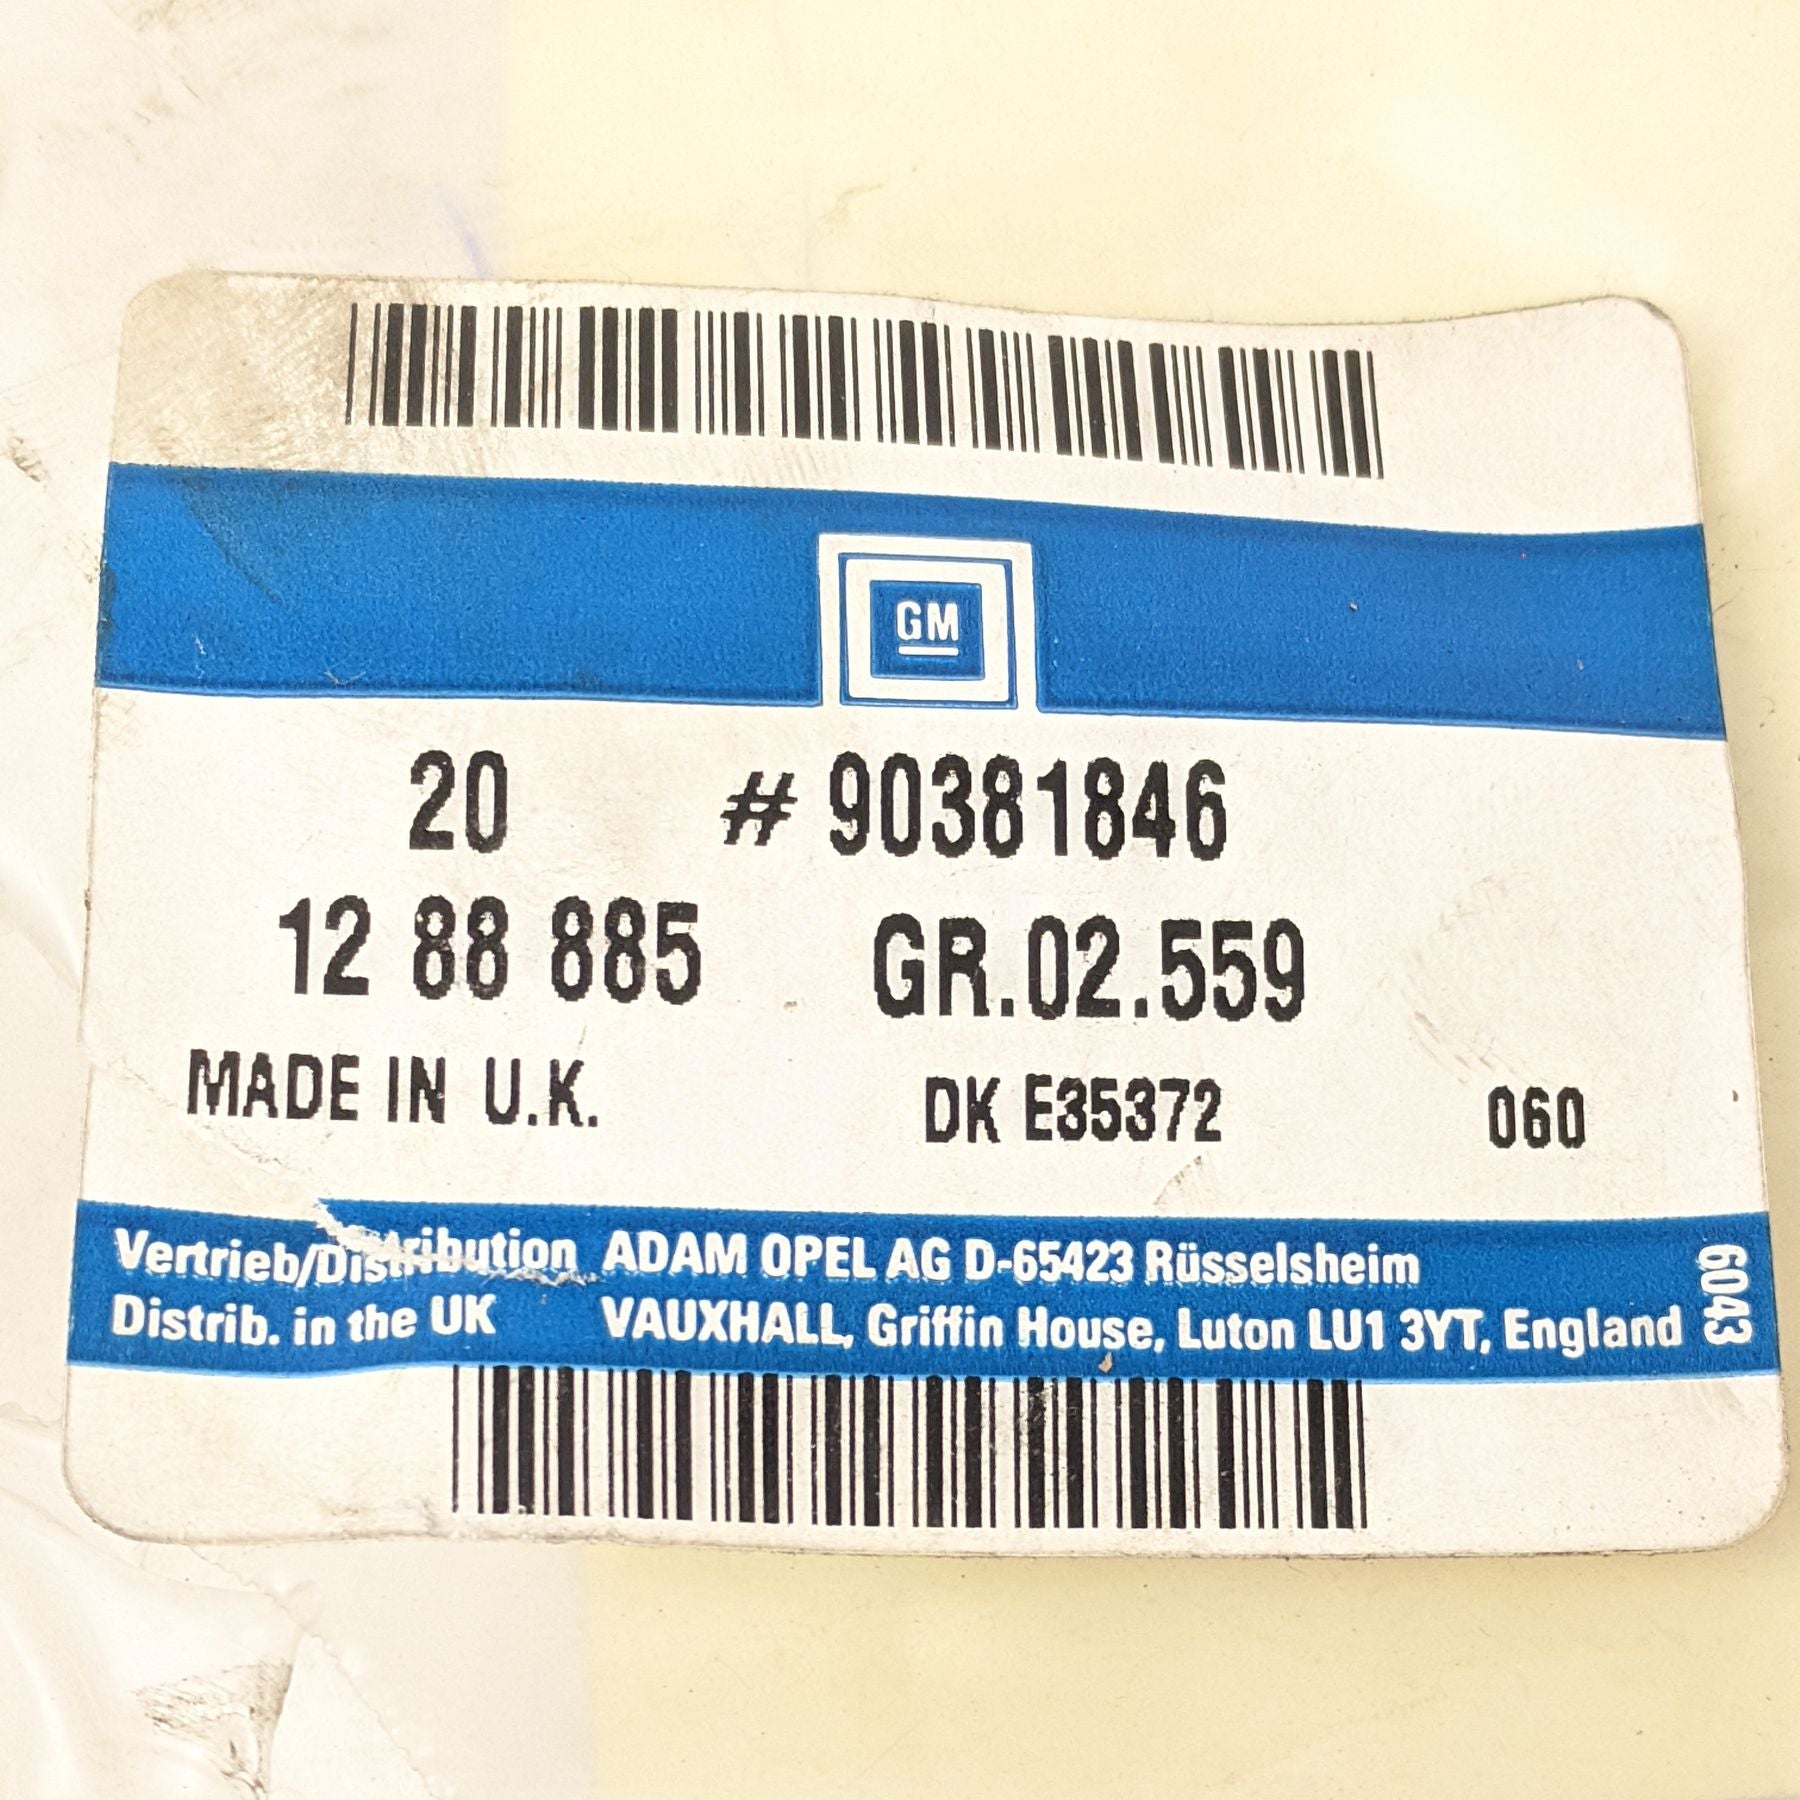 GM
20 # 90381846
12 88 885 GR.02.559
MADE IN U.K. DK E35372 060
Vertrieb/Distribution ADAM OPEL AG D-65423 Rüsselsheim
Distrib. in the UK VAUXHALL, Griffin House, Luton LU1 3YT, England
6043